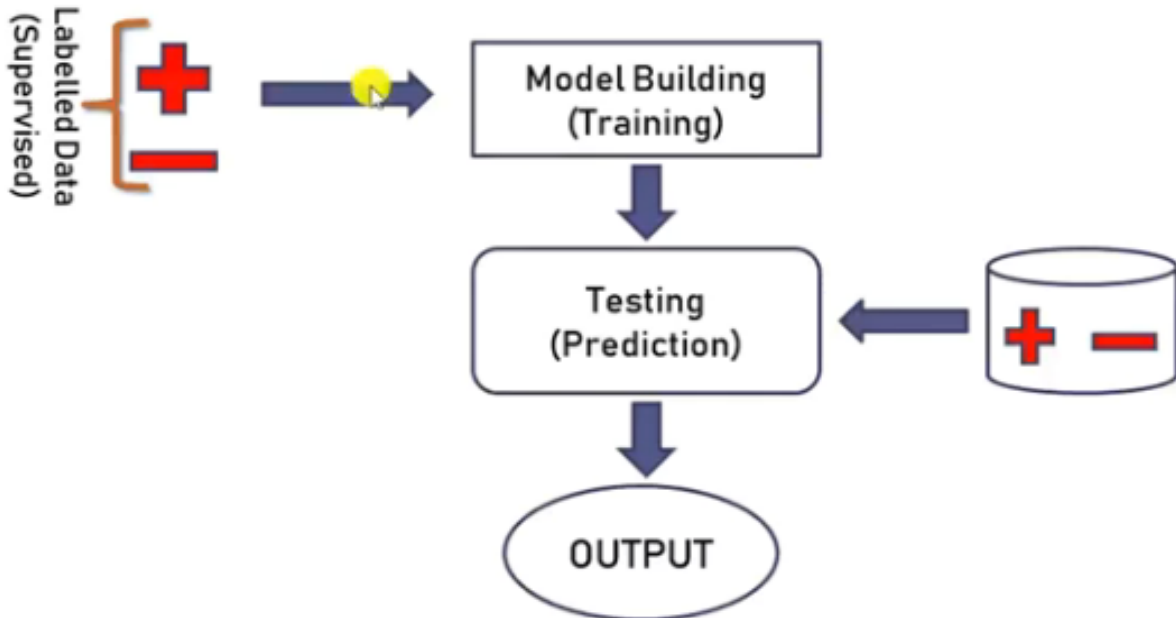 Labelled Data
(Supervised)
Model Building
(Training)
Testing
(Prediction)
OUTPUT